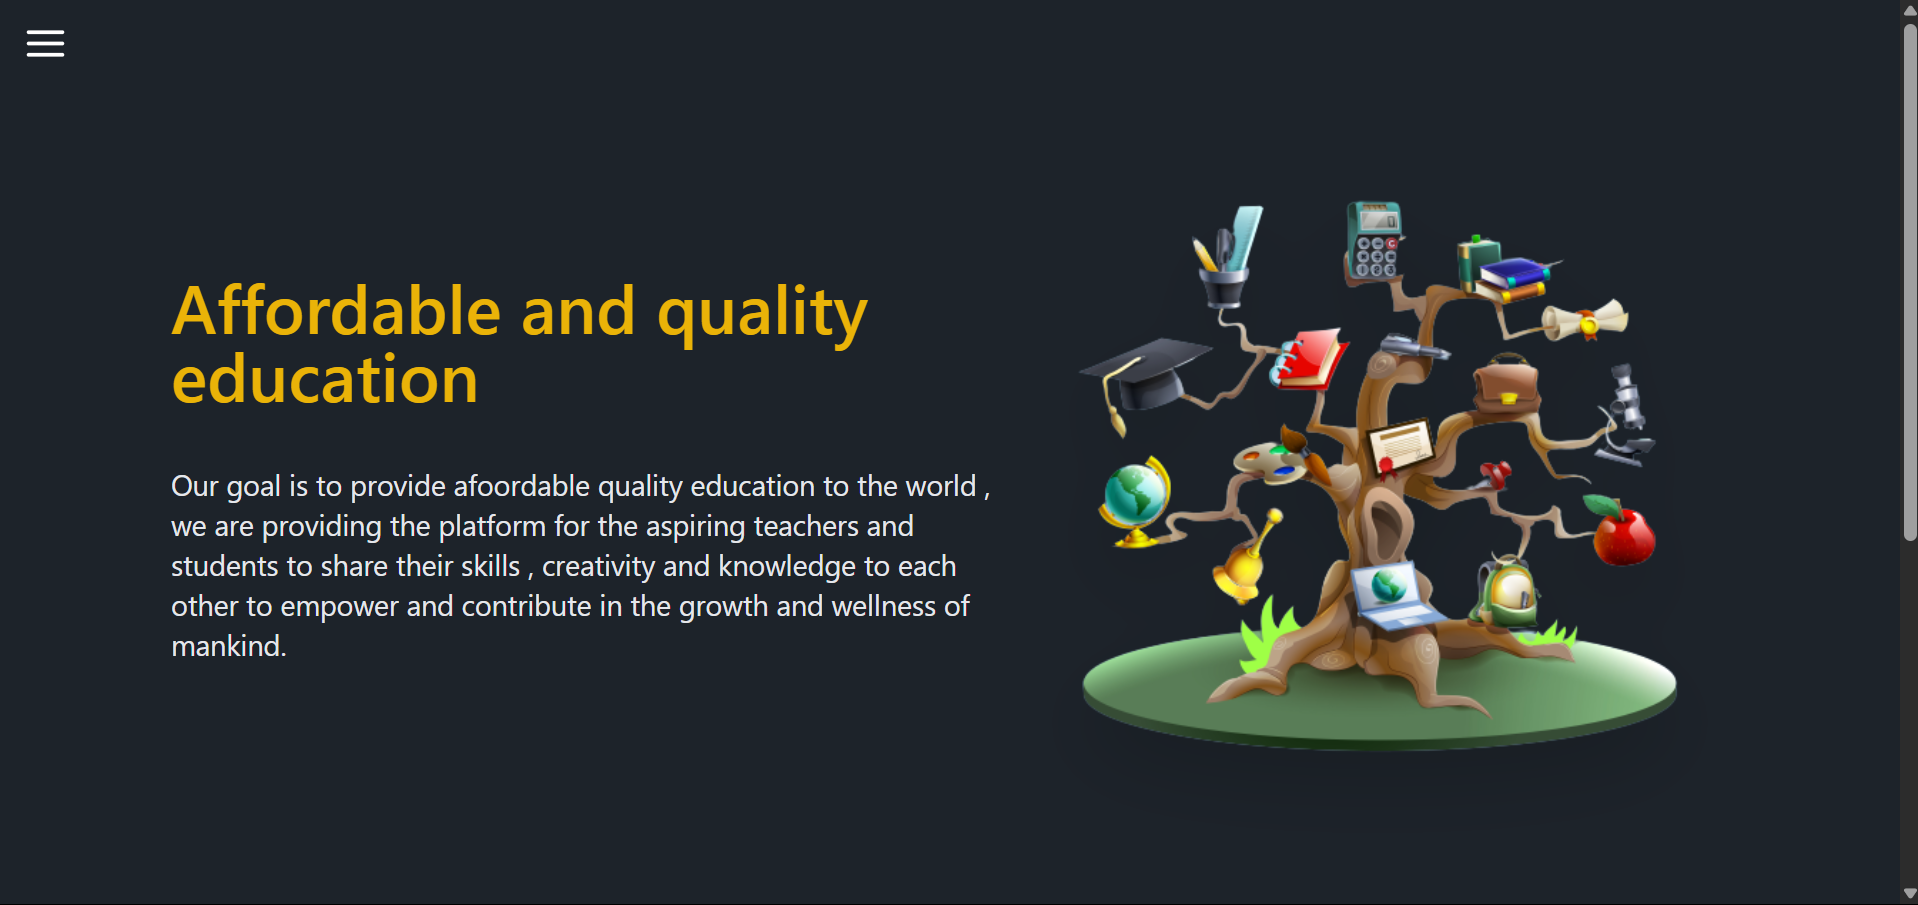 Affordable and quality
education
Our goal is to provide afoordable quality education to the world ,
we are providing the platform for the aspiring teachers and
students to share their skills , creativity and knowledge to each
other to empower and contribute in the growth and wellness of
mankind.